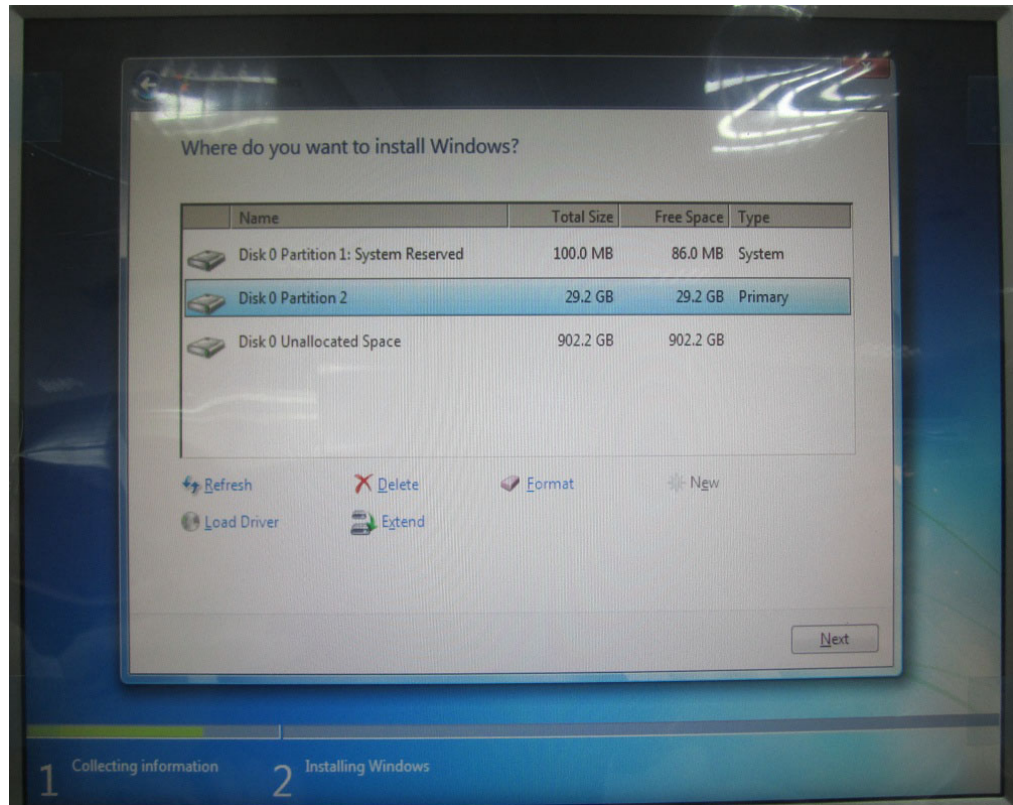 Where do you want to install Windows?
Name Total Size Free Space Type
Disk 0 Partition 1: System Reserved 100.0 MB 86.0 MB System
Disk 0 Partition 2 29.2 GB 29.2 GB Primary
Disk 0 Unallocated Space 902.2 GB 902.2 GB
Refresh Delete Format New
Load Driver Extend
Next
1 Collecting information 2 Installing Windows